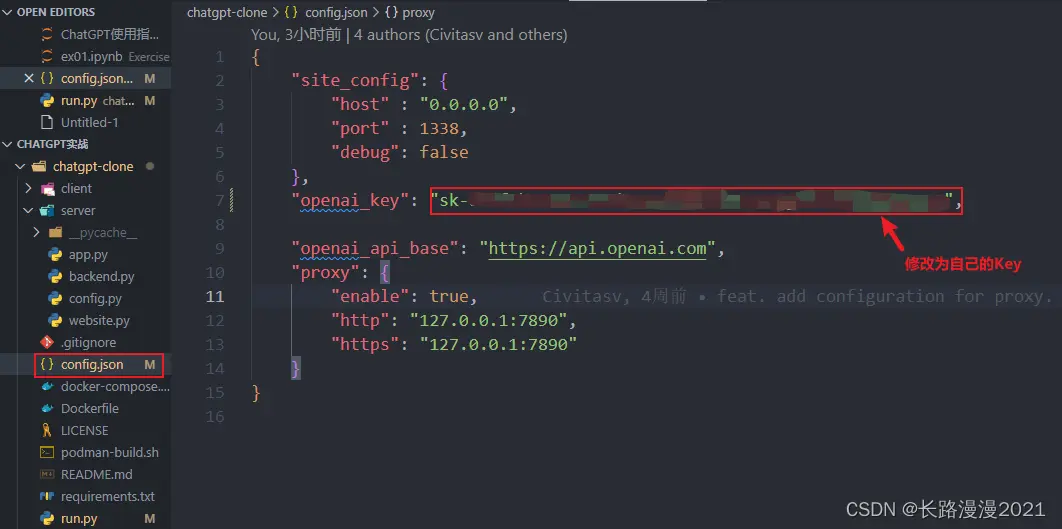 OPEN EDITORS
ChatGPT使用指...
ex01.ipynb Exercise
config.json... M
run.py chat... M
Untitled-1
CHATGPT实战
chatgpt-clone
client
server
__pycache__
app.py
backend.py
config.py
website.py
.gitignore
config.json M
docker-compose....
Dockerfile
LICENSE
podman-build.sh
README.md
requirements.txt
run.py M
chatgpt-clone > {} config.json > {} proxy
You, 3小时前 | 4 authors (Civitasv and others)
1 {
2 "site_config": {
3 "host" : "0.0.0.0",
4 "port" : 1338,
5 "debug": false
6 },
7 "openai_key": "sk- ",
8
9 "openai_api_base": "https://api.openai.com",
10 "proxy": {
11 "enable": true, Civitasv, 4周前 • feat. add configuration for proxy.
12 "http": "127.0.0.1:7890",
13 "https": "127.0.0.1:7890"
14 }
15 }
16
修改为自己的Key
CSDN @长路漫漫2021